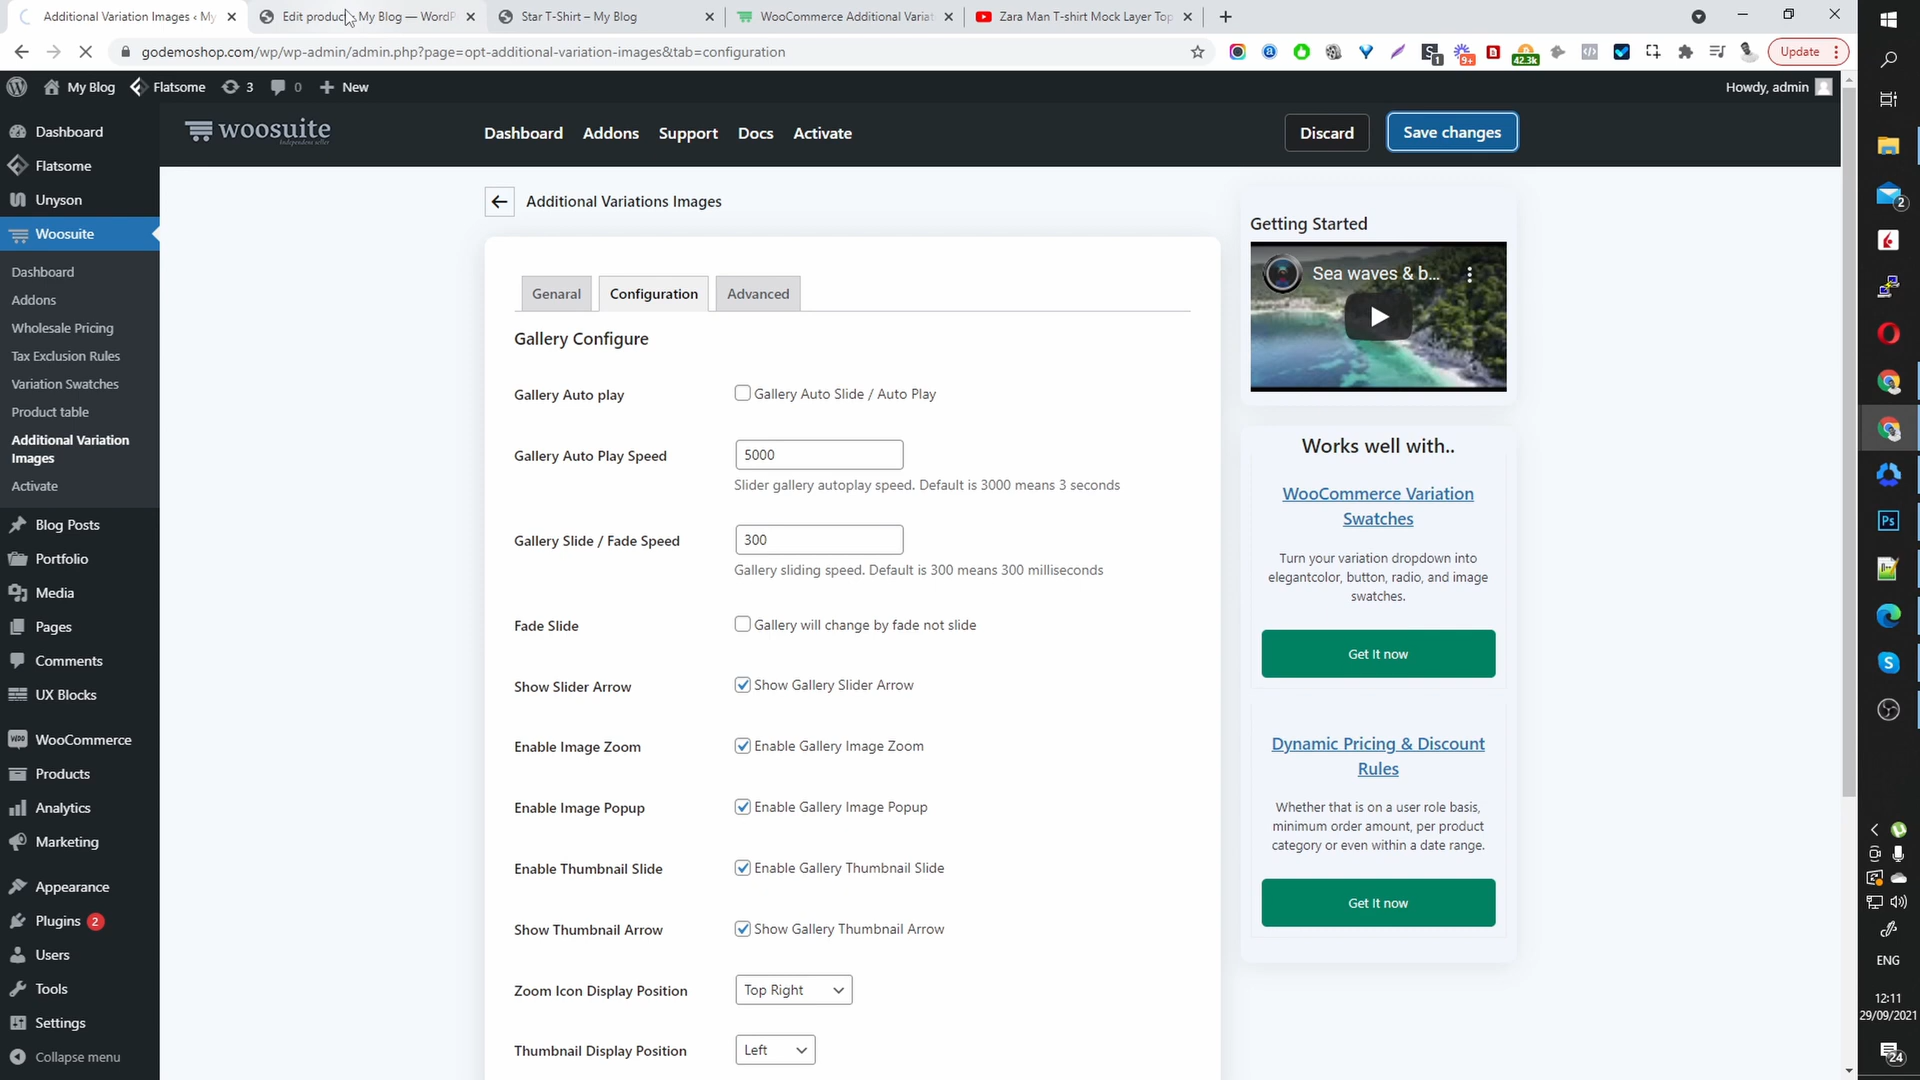 Additional Variation Images ‹ My
Edit product ‹ My Blog — WordP
Star T-Shirt – My Blog
WooCommerce Additional Variat
Zara Man T-shirt Mock Layer Top
godemoshop.com/wp/wp-admin/admin.php?page=opt-additional-variation-images&tab=configuration
1
9+
42.3k
Update
My Blog
Flatsome
3
0
New
Howdy, admin
woosuite
Independent seller
Dashboard
Addons
Support
Docs
Activate
Discard
Save changes
Dashboard
Flatsome
Unyson
Woosuite
Dashboard
Addons
Wholesale Pricing
Tax Exclusion Rules
Variation Swatches
Product table
Additional Variation
Images
Activate
Blog Posts
Portfolio
Media
Pages
Comments
UX Blocks
WooCommerce
Products
Analytics
Marketing
Appearance
Plugins 2
Users
Tools
Settings
Collapse menu
Additional Variations Images
Genaral
Configuration
Advanced
Gallery Configure
Gallery Auto play
Gallery Auto Slide / Auto Play
Gallery Auto Play Speed
5000
Slider gallery autoplay speed. Default is 3000 means 3 seconds
Gallery Slide / Fade Speed
300
Gallery sliding speed. Default is 300 means 300 milliseconds
Fade Slide
Gallery will change by fade not slide
Show Slider Arrow
Show Gallery Slider Arrow
Enable Image Zoom
Enable Gallery Image Zoom
Enable Image Popup
Enable Gallery Image Popup
Enable Thumbnail Slide
Enable Gallery Thumbnail Slide
Show Thumbnail Arrow
Show Gallery Thumbnail Arrow
Zoom Icon Display Position
Top Right
Thumbnail Display Position
Left
Getting Started
Sea waves & b...
Works well with..
WooCommerce Variation
Swatches
Turn your variation dropdown into
elegantcolor, button, radio, and image
swatches.
Get It now
Dynamic Pricing & Discount
Rules
Whether that is on a user role basis,
minimum order amount, per product
category or even within a date range.
Get It now
2
Ps
S
ENG
12:11
29/09/2021
24